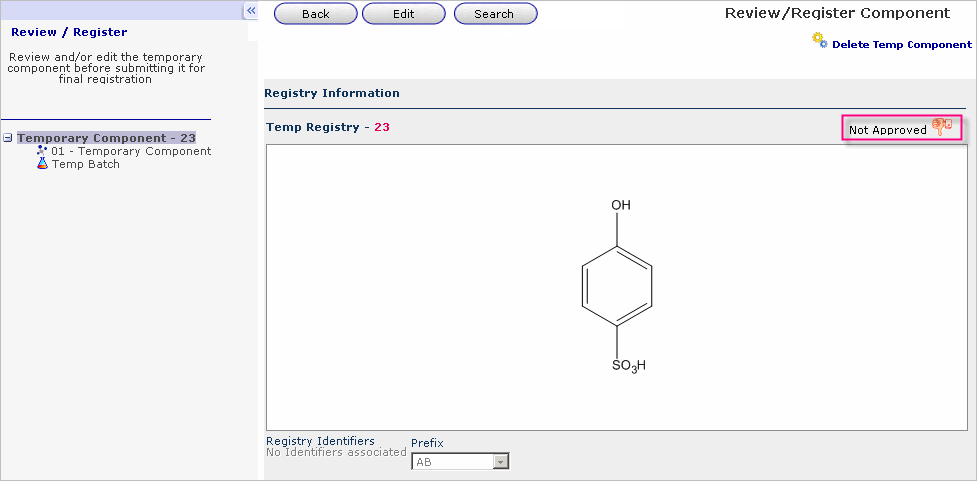 «
Back
Edit
Search
Review/Register Component
Review / Register
Delete Temp Component
Review and/or edit the temporary
component before submitting it for
final registration
Registry Information
Temp Registry - 23
Not Approved
Temporary Component - 23
01 - Temporary Component
Temp Batch
OH
SO3H
Registry Identifiers
No Identifiers associated
Prefix
AB